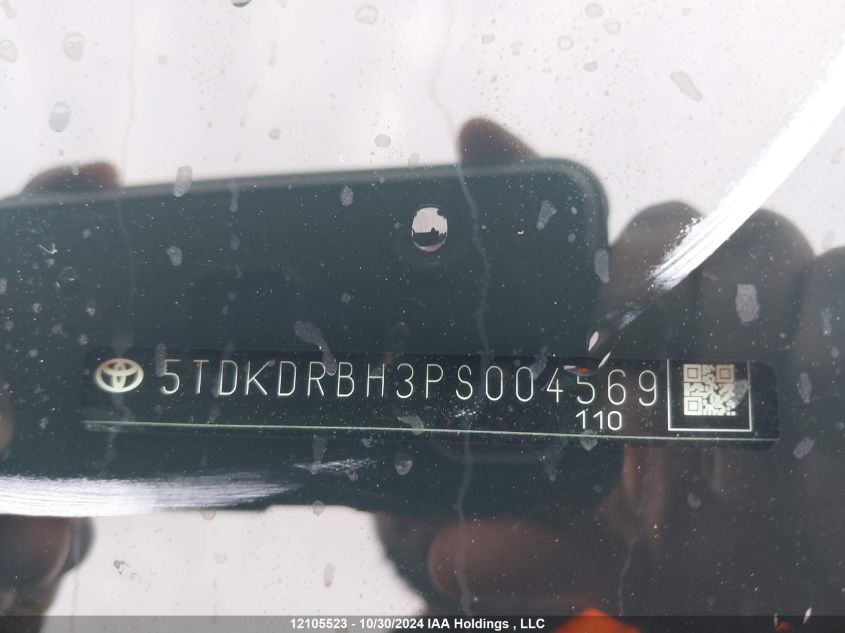 5TDKDRBH3PS004569
110
12105523 - 10/30/2024 IAA Holdings , LLC